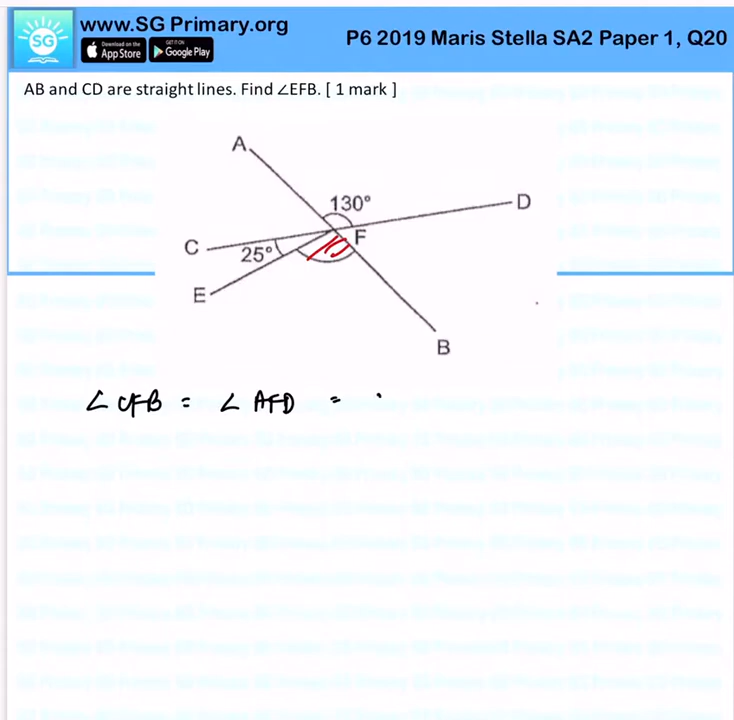 www.SG Primary.org
SG
Download on the App Store
GET IT ON Google Play
P6 2019 Maris Stella SA2 Paper 1, Q20
AB and CD are straight lines. Find ∠EFB. [ 1 mark ]
A
130°
D
C
25°
F
E
B
∠ CFB = ∠ AFD =